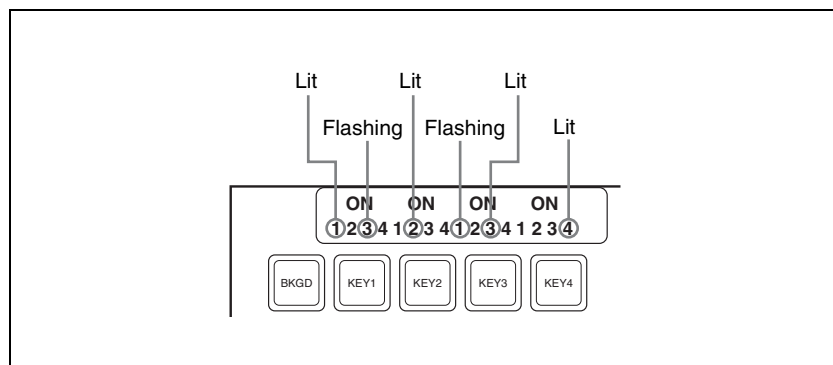 Lit Lit Lit
Flashing Flashing Lit
ON ON ON ON
1 2 3 4 1 2 3 4 1 2 3 4 1 2 3 4
BKGD KEY1 KEY2 KEY3 KEY4